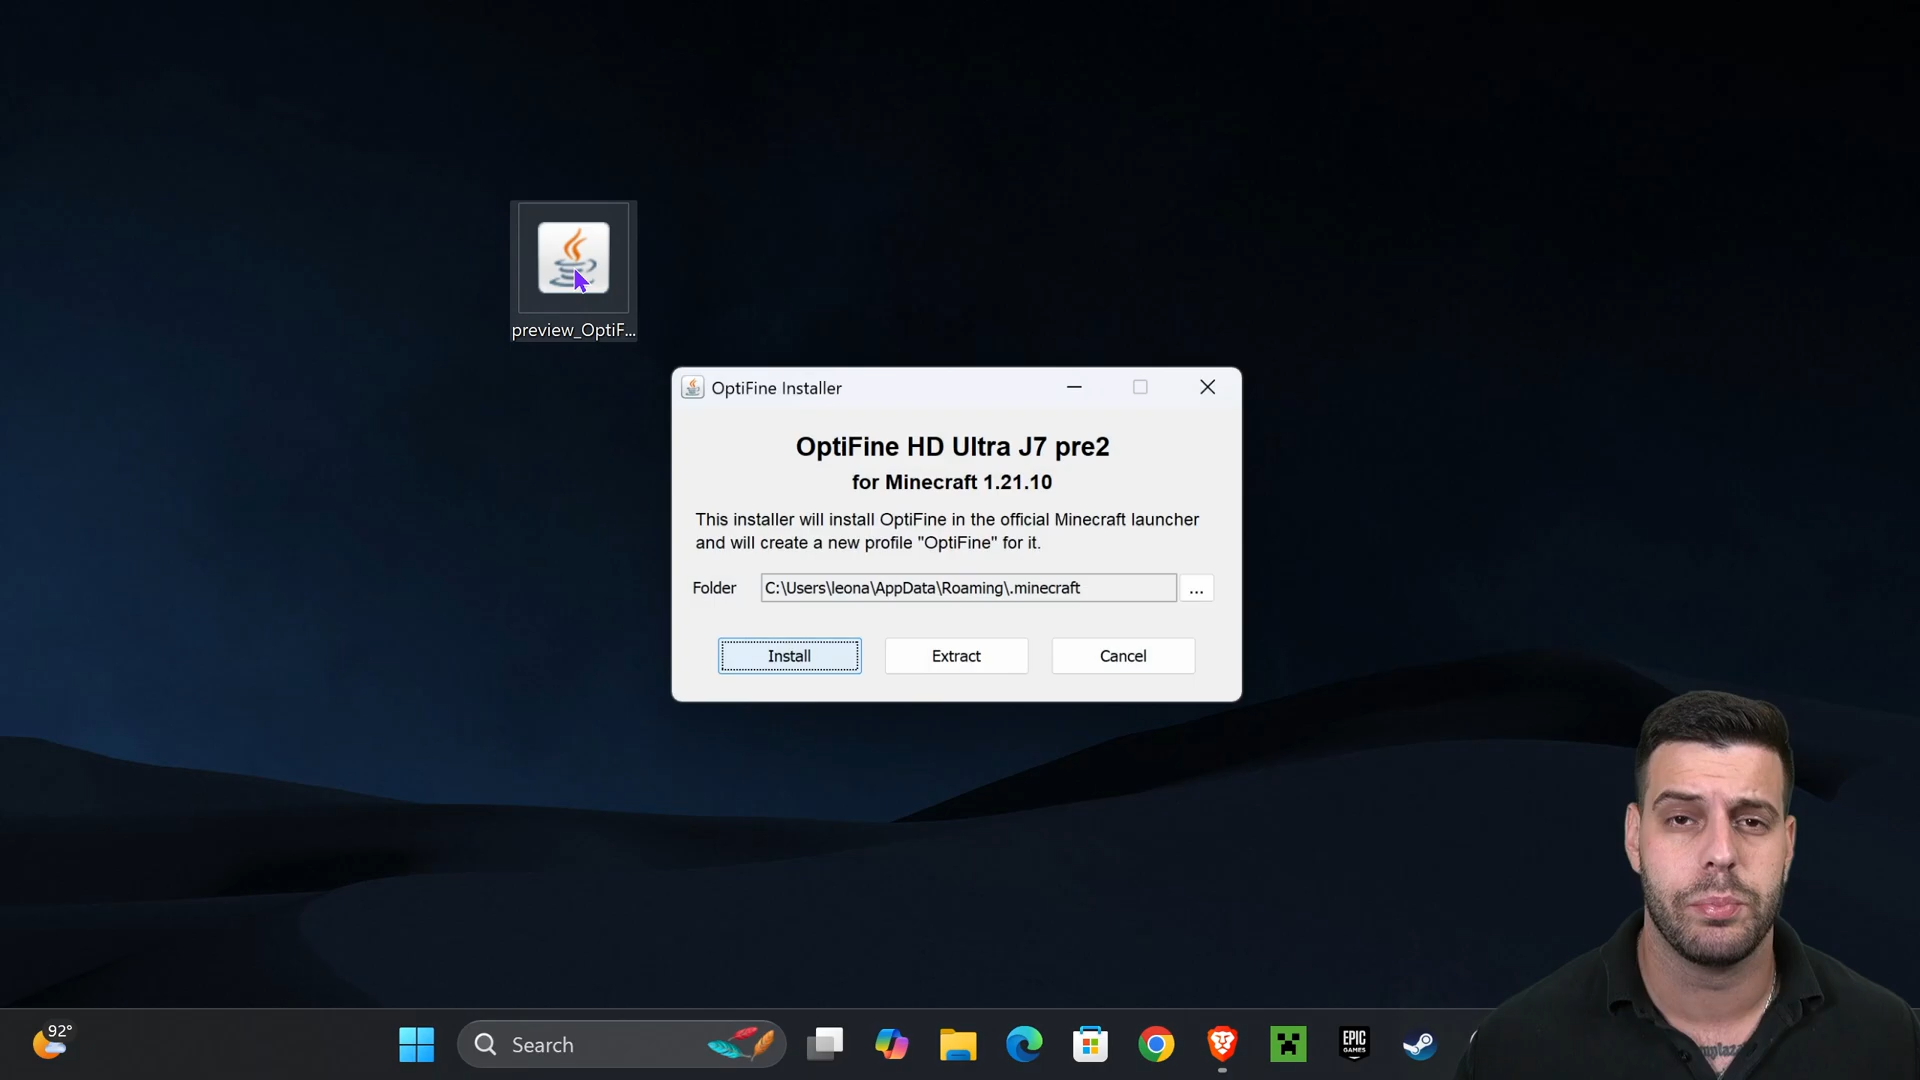 preview_OptiF...
OptiFine Installer
OptiFine HD Ultra J7 pre2
for Minecraft 1.21.10
This installer will install OptiFine in the official Minecraft launcher
and will create a new profile "OptiFine" for it.
Folder
C:\Users\leona\AppData\Roaming\.minecraft
...
Install
Extract
Cancel
92°
Search
EPIC
GAMES